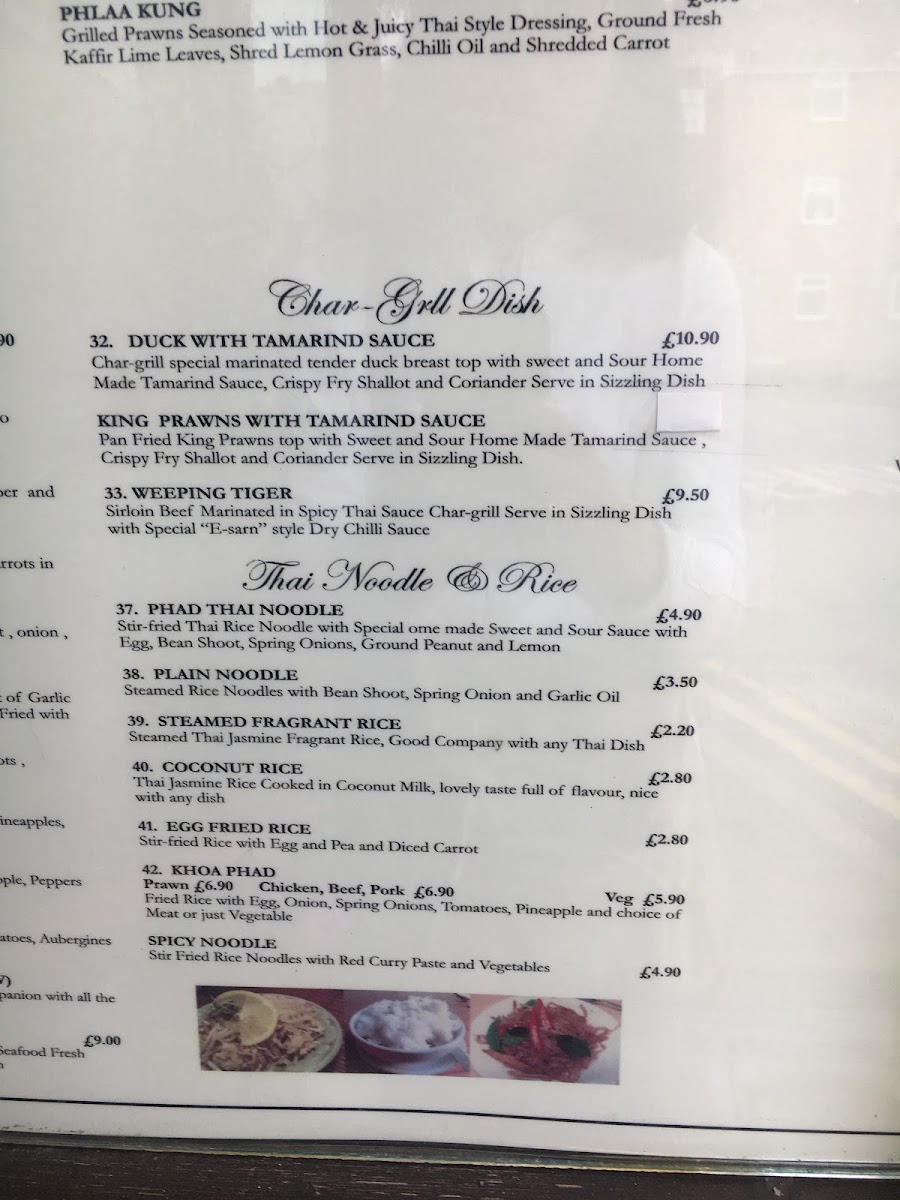 PHLAA KUNG
Grilled Prawns Seasoned with Hot & Juicy Thai Style Dressing, Ground Fresh
Kaffir Lime Leaves, Shred Lemon Grass, Chilli Oil and Shredded Carrot
Char-Grll Dish
32. DUCK WITH TAMARIND SAUCE £10.90
Char-grill special marinated tender duck breast top with sweet and Sour Home
Made Tamarind Sauce, Crispy Fry Shallot and Coriander Serve in Sizzling Dish
KING PRAWNS WITH TAMARIND SAUCE
Pan Fried King Prawns top with Sweet and Sour Home Made Tamarind Sauce ,
Crispy Fry Shallot and Coriander Serve in Sizzling Dish.
33. WEEPING TIGER £9.50
Sirloin Beef Marinated in Spicy Thai Sauce Char-grill Serve in Sizzling Dish
with Special “E-sarn” style Dry Chilli Sauce
Thai Noodle & Rice
37. PHAD THAI NOODLE £4.90
Stir-fried Thai Rice Noodle with Special ome made Sweet and Sour Sauce with
Egg, Bean Shoot, Spring Onions, Ground Peanut and Lemon
38. PLAIN NOODLE £3.50
Steamed Rice Noodles with Bean Shoot, Spring Onion and Garlic Oil
39. STEAMED FRAGRANT RICE £2.20
Steamed Thai Jasmine Fragrant Rice, Good Company with any Thai Dish
40. COCONUT RICE £2.80
Thai Jasmine Rice Cooked in Coconut Milk, lovely taste full of flavour, nice
with any dish
41. EGG FRIED RICE £2.80
Stir-fried Rice with Egg and Pea and Diced Carrot
42. KHOA PHAD
Prawn £6.90 Chicken, Beef, Pork £6.90 Veg £5.90
Fried Rice with Egg, Onion, Spring Onions, Tomatoes, Pineapple and choice of
Meat or just Vegetable
SPICY NOODLE
Stir Fried Rice Noodles with Red Curry Paste and Vegetables £4.90
90
o
per and
rrots in
t , onion ,
of Garlic
Fried with
ots ,
ineapples,
ple, Peppers
atoes, Aubergines
panion with all the
£9.00
Seafood Fresh